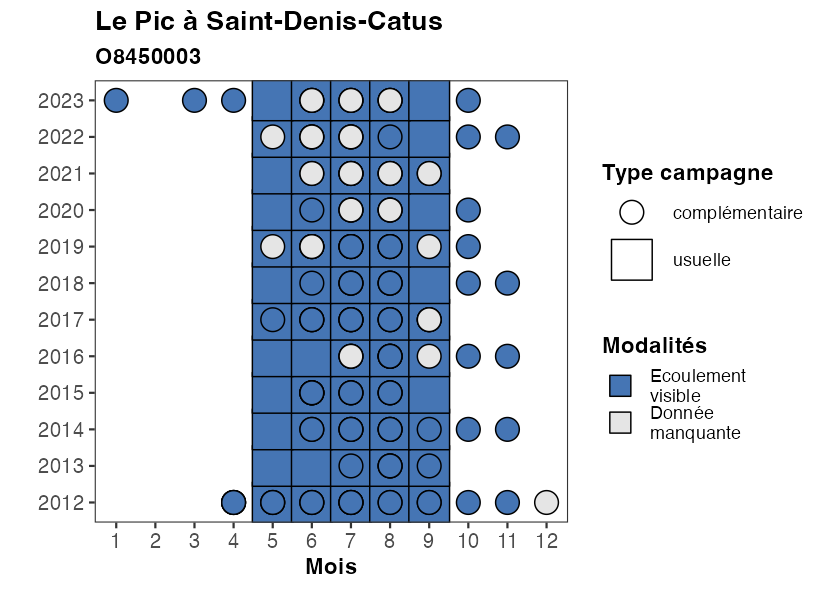 Le Pic à Saint-Denis-Catus
O8450003
2023
2022
2021
2020
2019
2018
2017
2016
2015
2014
2013
2012
1 2 3 4 5 6 7 8 9 10 11 12
Mois
Type campagne
complémentaire
usuelle
Modalités
Ecoulement
visible
Donnée
manquante